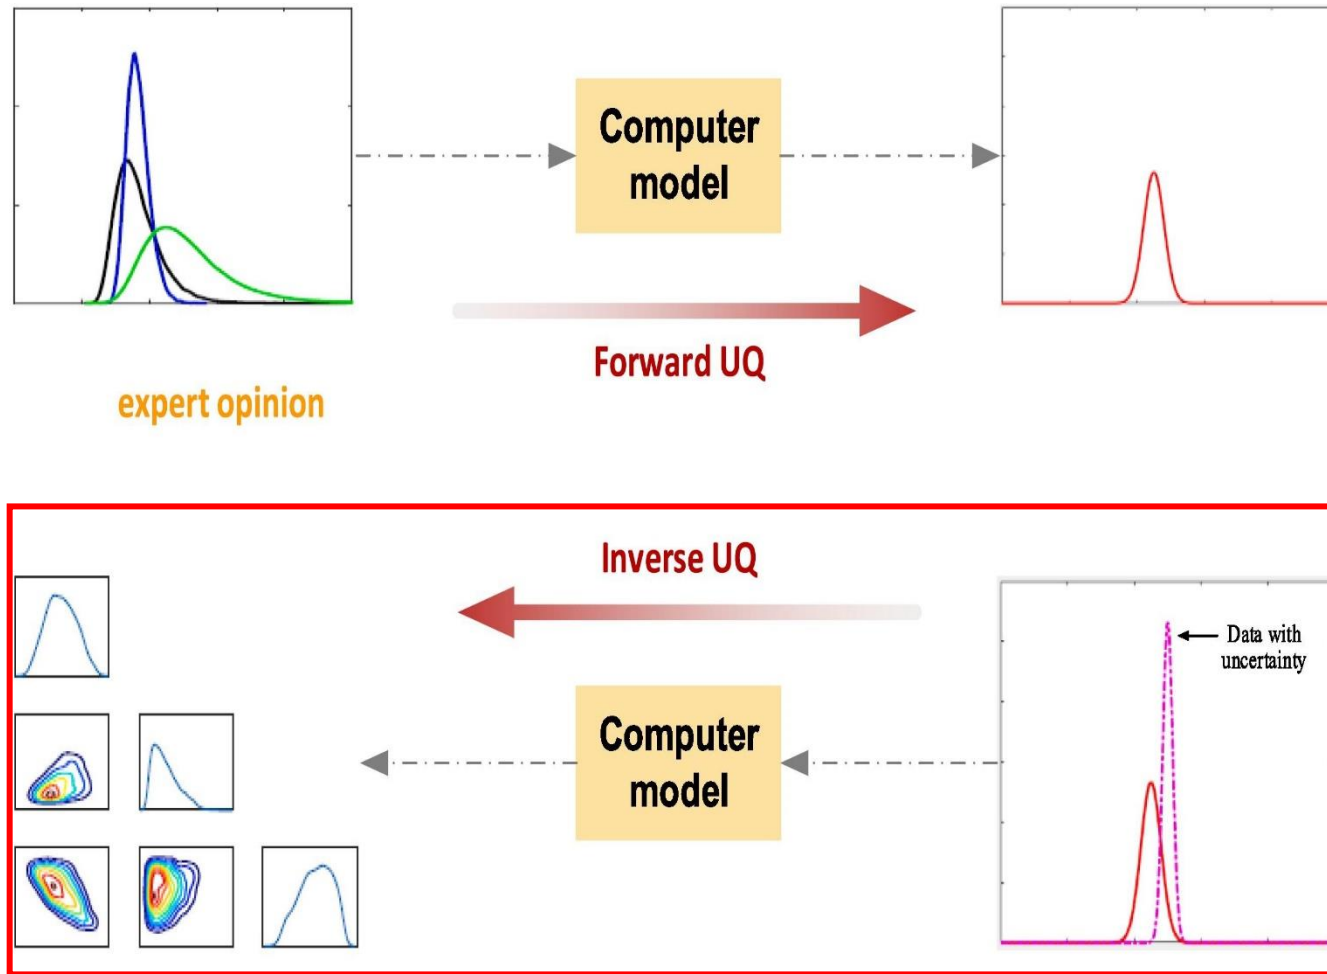 Computer
model
Forward UQ
expert opinion
Inverse UQ
Data with
uncertainty
Computer
model